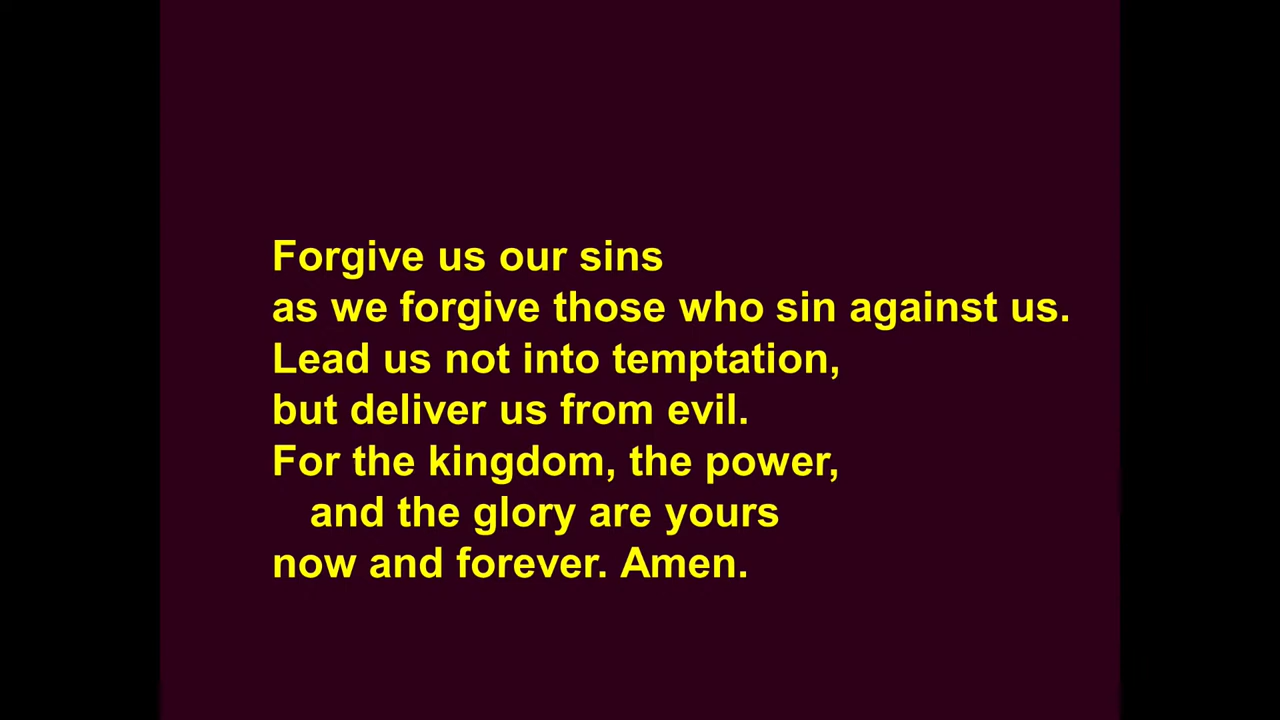 Forgive us our sins
as we forgive those who sin against us.
Lead us not into temptation,
but deliver us from evil.
For the kingdom, the power,
and the glory are yours
now and forever. Amen.